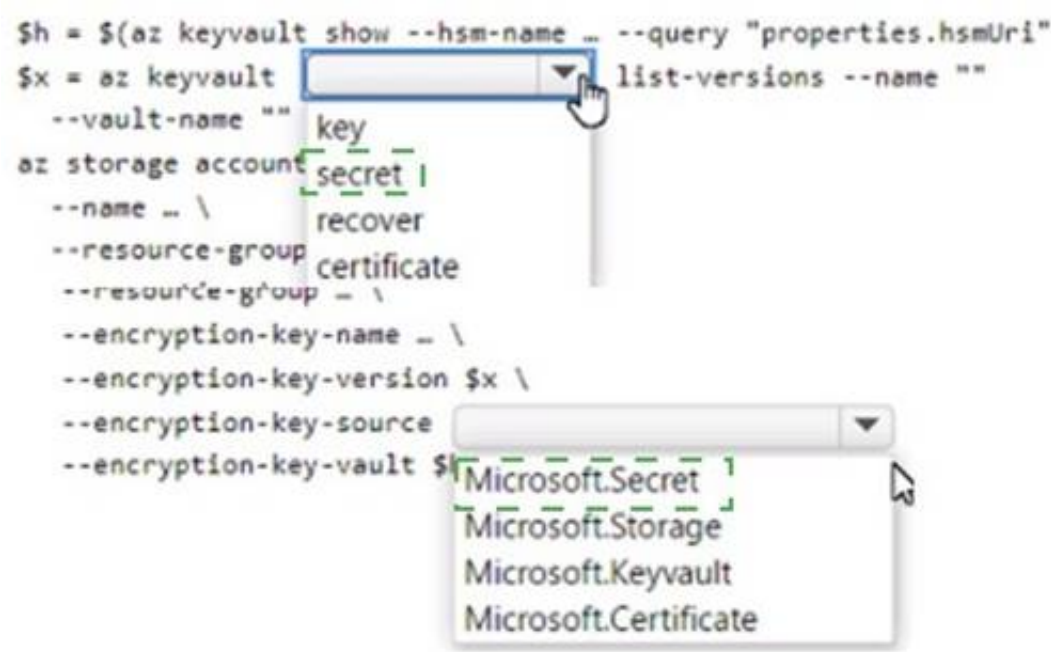 $h = $(az keyvault show --hsm-name … --query "properties.hsmUri"
$x = az keyvault list-versions --name ""
--vault-name ""
key
az storage account
secret
--name … \
recover
--resource-group
certificate
--resource-group … \
--encryption-key-name … \
--encryption-key-version $x \
--encryption-key-source
--encryption-key-vault
Microsoft.Secret
Microsoft.Storage
Microsoft.Keyvault
Microsoft.Certificate